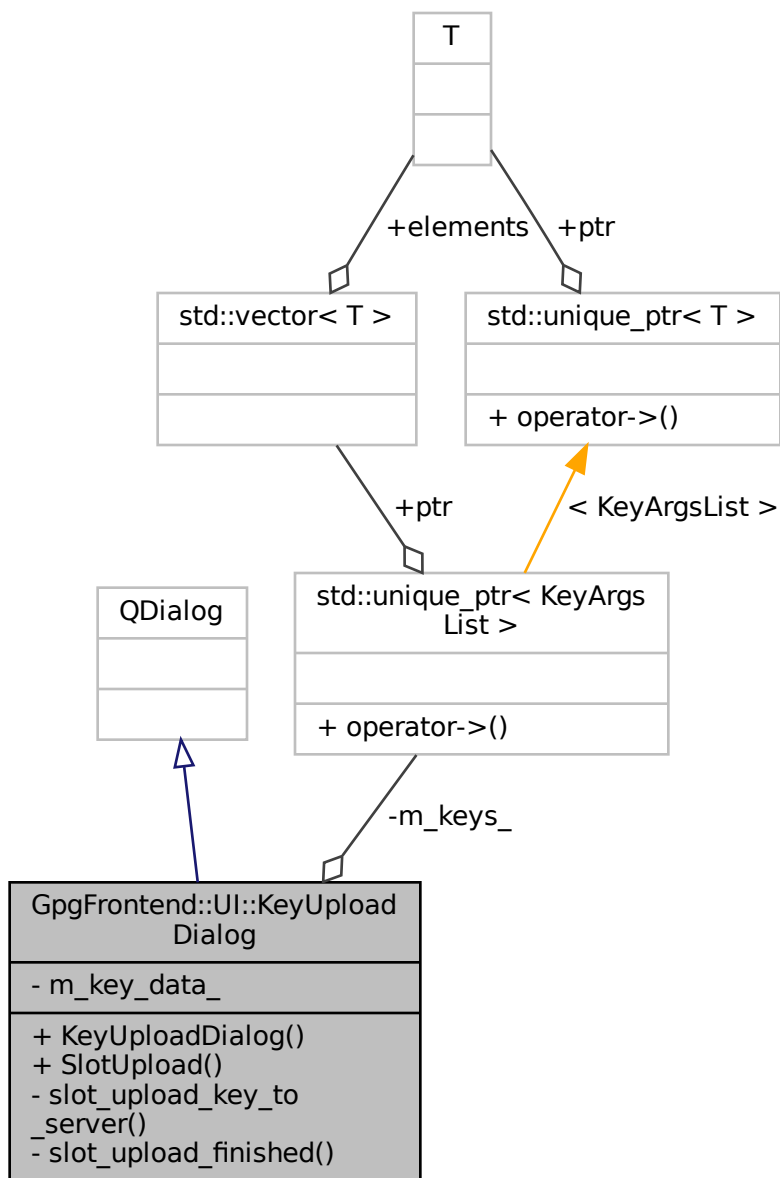 T
+elements
+ptr
std::vector< T >
std::unique_ptr< T >
+ operator->()
+ptr
< KeyArgsList >
QDialog
std::unique_ptr< KeyArgs
List >
+ operator->()
-m_keys_
GpgFrontend::UI::KeyUpload
Dialog
- m_key_data_
+ KeyUploadDialog()
+ SlotUpload()
- slot_upload_key_to
_server()
- slot_upload_finished()